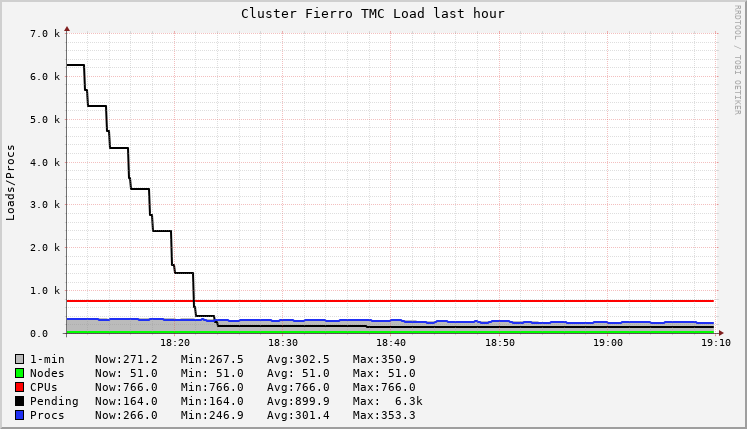 Cluster Fierro TMC Load last hour
RRDTOOL / TOBI OETIKER
Loads/Procs
7.0 k
6.0 k
5.0 k
4.0 k
3.0 k
2.0 k
1.0 k
0.0
18:20 18:30 18:40 18:50 19:00 19:10
1-min Now:271.2 Min:267.5 Avg:302.5 Max:350.9
Nodes Now: 51.0 Min: 51.0 Avg: 51.0 Max: 51.0
CPUs Now:766.0 Min:766.0 Avg:766.0 Max:766.0
Pending Now:164.0 Min:164.0 Avg:899.9 Max: 6.3k
Procs Now:266.0 Min:246.9 Avg:301.4 Max:353.3